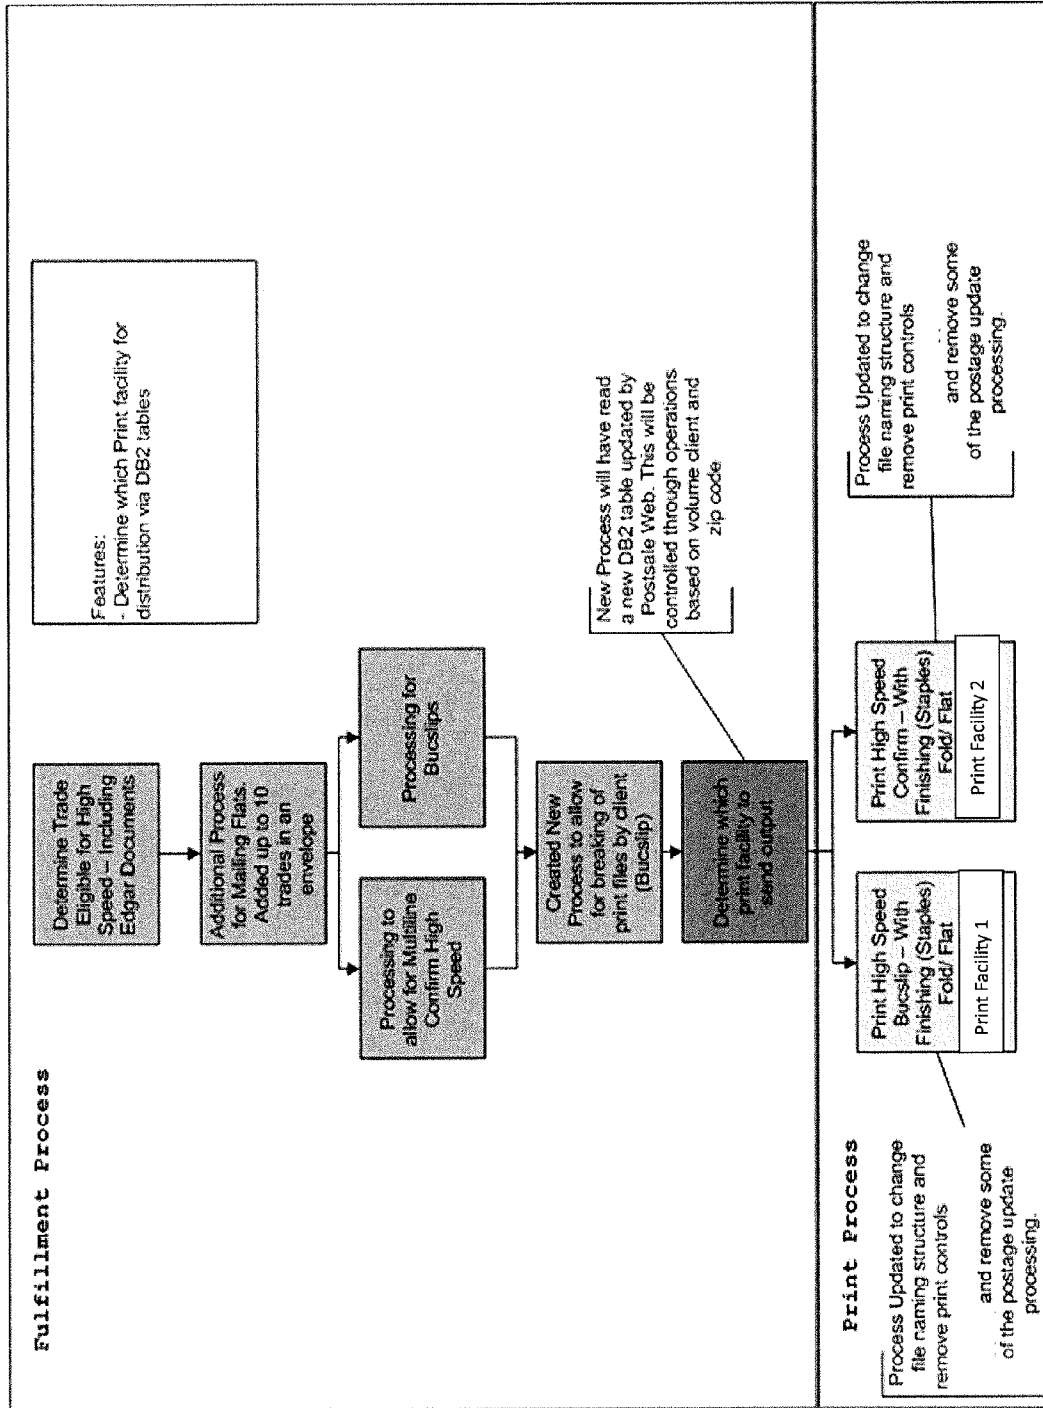 Fulfillment Process
Features:
- Determine which Print facility for
distribution via DB2 tables
Determine Trade
Eligible for High
Speed – Including
Edgar Documents
Additional Process
for Mailing Flats.
Added up to 10
trades in an
envelope
Processing to
allow for Multiline
Confirm High
Speed
Processing for
Bucslips
Created New
Process to allow
for breaking of
print files by client
(Bucslip)
New Process will have read
a new DB2 table updated by
Postsale Web. This will be
controlled through operations
based on volume client and
zip code
Determine which
print facility to
send output
Print Process
Process Updated to change
file naming structure and
remove print controls
and remove some
of the postage update
processing.
Print High Speed
Bucslip – With
Finishing (Staples)
Fold/ Flat
Print Facility 1
Print High Speed
Confirm – With
Finishing (Staples)
Fold/ Flat
Print Facility 2
Process Updated to change
file naming structure and
remove print controls
and remove some
of the postage update
processing.